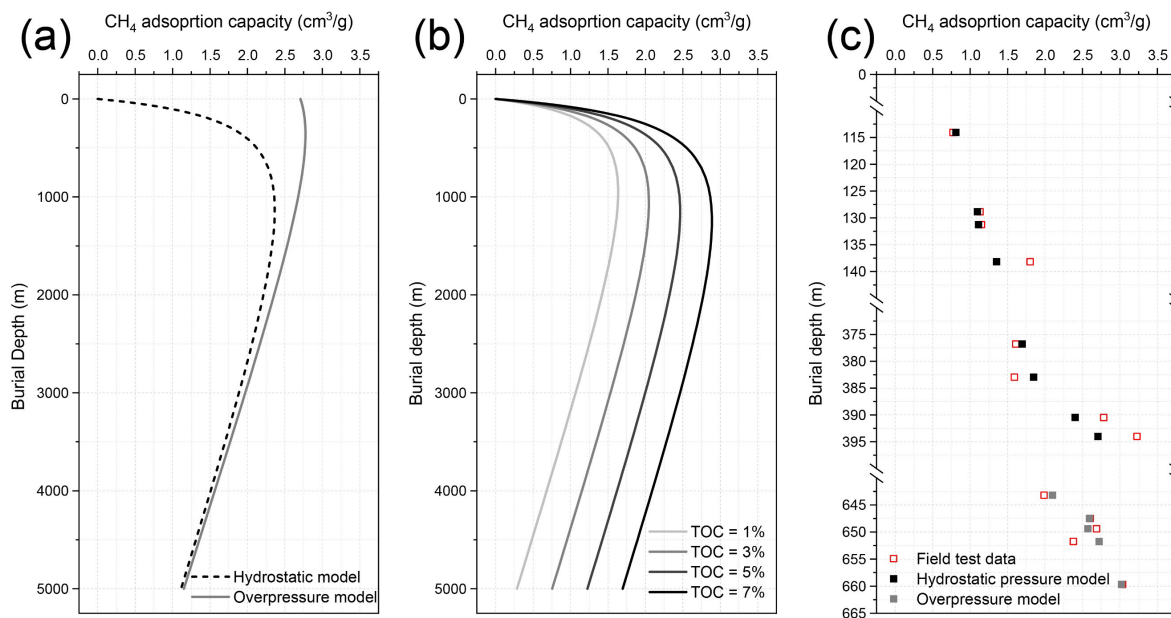 (a)
CH4 adsoprtion capacity (cm3/g)
0.0 0.5 1.0 1.5 2.0 2.5 3.0 3.5
Burial Depth (m)
0
1000
2000
3000
4000
5000
Hydrostatic model
Overpressure model
(b)
CH4 adsoprtion capacity (cm3/g)
0.0 0.5 1.0 1.5 2.0 2.5 3.0 3.5
Burial Depth (m)
0
1000
2000
3000
4000
5000
TOC = 1%
TOC = 3%
TOC = 5%
TOC = 7%
(c)
CH4 adsoprtion capacity (cm3/g)
0.0 0.5 1.0 1.5 2.0 2.5 3.0 3.5
Burial depth (m)
0
115
120
125
130
135
140
375
380
385
390
395
645
650
655
660
665
Field test data
Hydrostatic pressure model
Overpressure model